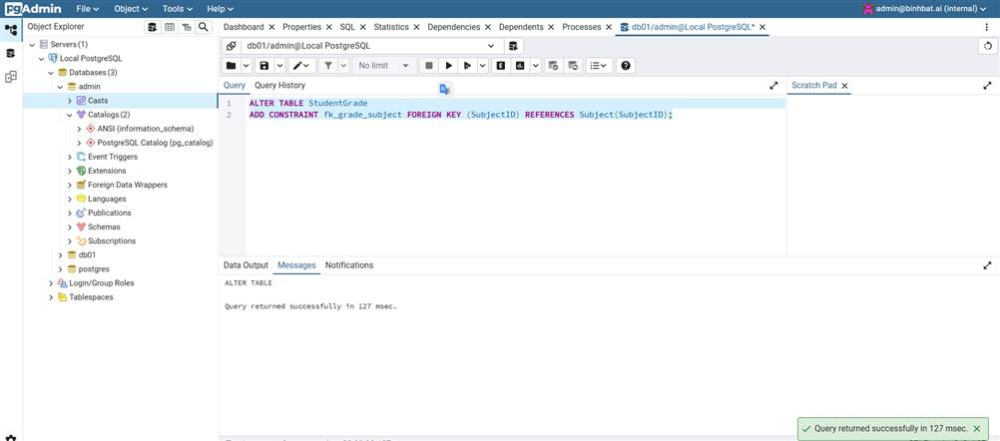 PgAdmin File Object Tools Help admin@binhbat.ai (internal)
Object Explorer
Dashboard Properties SQL Statistics Dependencies Dependents Processes db01/admin@Local PostgreSQL*
Servers (1)
Local PostgreSQL
Databases (3)
admin
Casts
Catalogs (2)
ANSI (information_schema)
PostgreSQL Catalog (pg_catalog)
Event Triggers
Extensions
Foreign Data Wrappers
Languages
Publications
Schemas
Subscriptions
db01
postgres
Login/Group Roles
Tablespaces
db01/admin@Local PostgreSQL
No limit
E
Query Query History
Scratch Pad
1 ALTER TABLE StudentGrade
2 ADD CONSTRAINT fk_grade_subject FOREIGN KEY (SubjectID) REFERENCES Subject(SubjectID);
Data Output Messages Notifications
ALTER TABLE
Query returned successfully in 127 msec.
Query returned successfully in 127 msec.